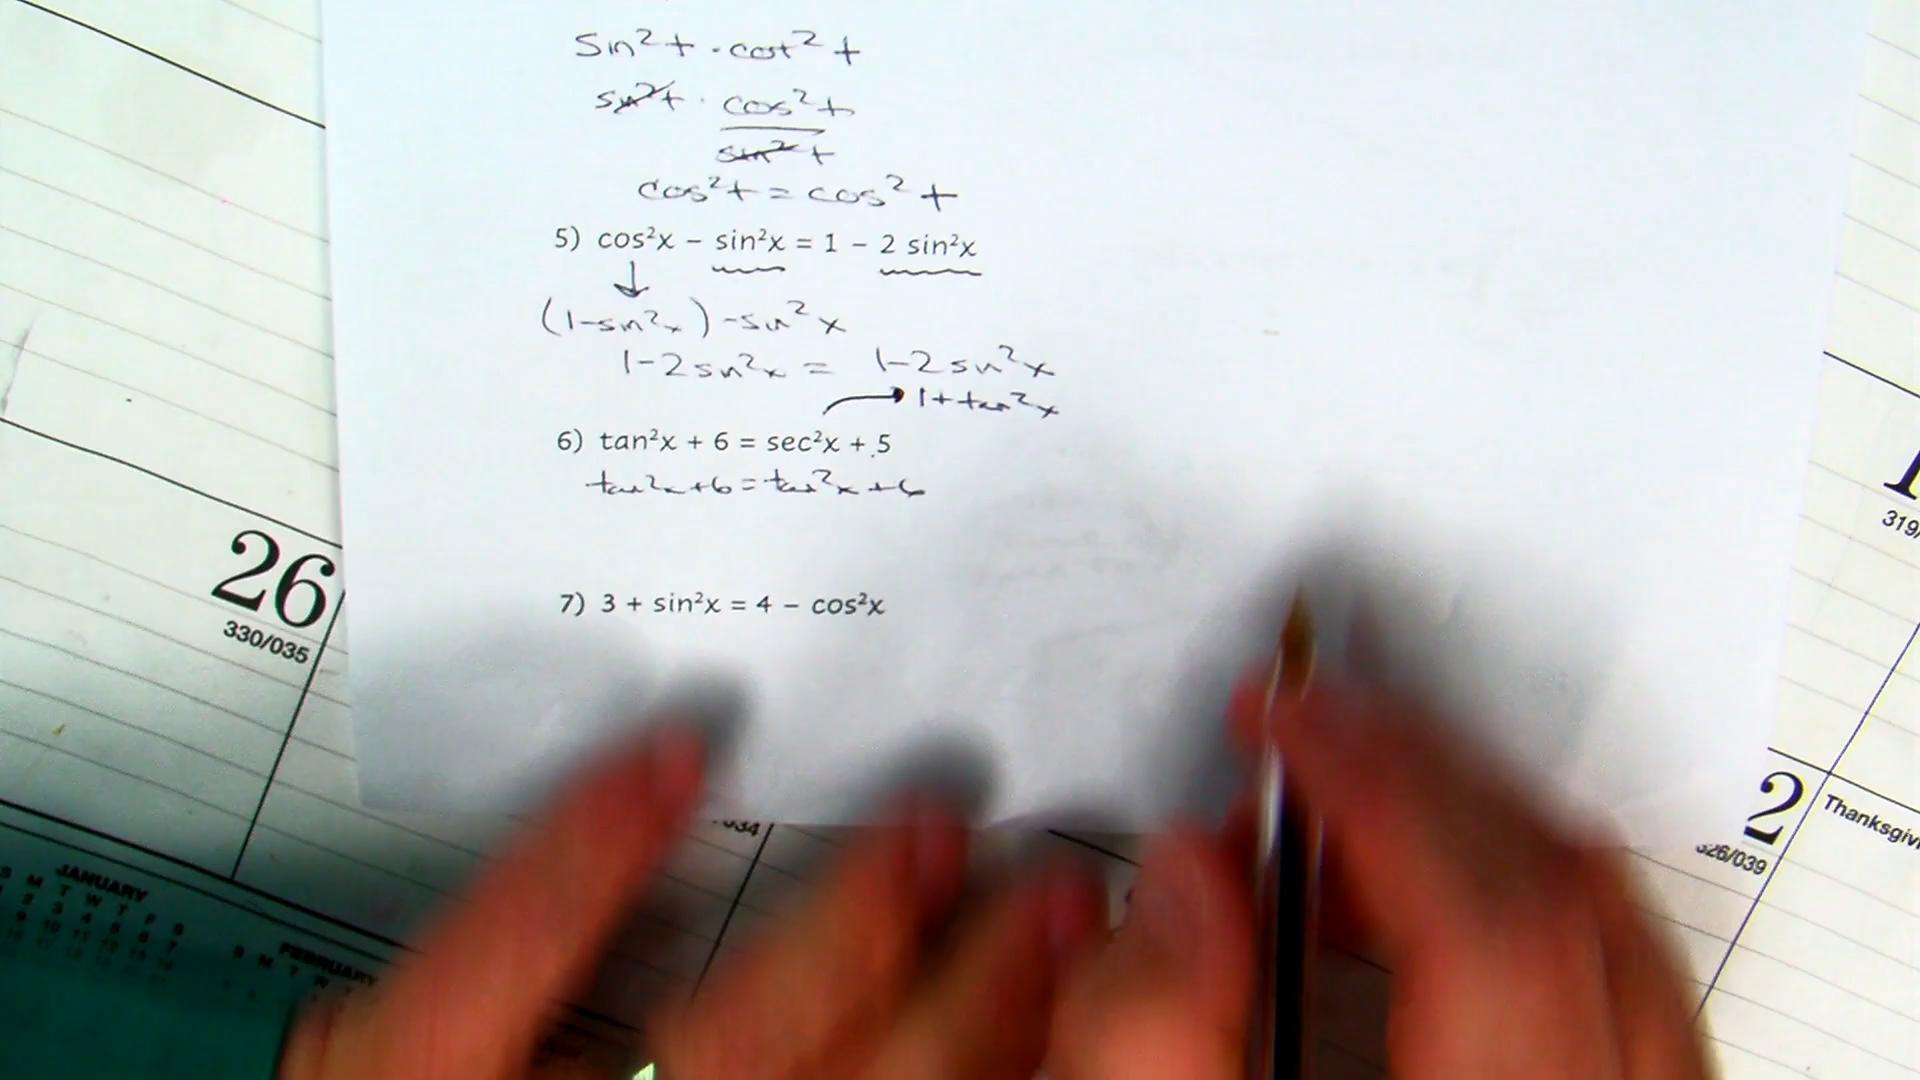 sin²t · cot²t
sin²t · cos²t
sin²t
cos²t = cos²t
5) cos²x – sin²x = 1 – 2 sin²x
(1-sin²x) - sin²x
1-2sin²x = 1-2sin²x
1+tan²x
6) tan²x + 6 = sec²x + 5
tan²x+6 = tan²x+6
7) 3 + sin²x = 4 – cos²x
26
330/035
319/
2
326/039
Thanksgiv
JANUARY
S M T W T F S
FEBRUARY
S M T W